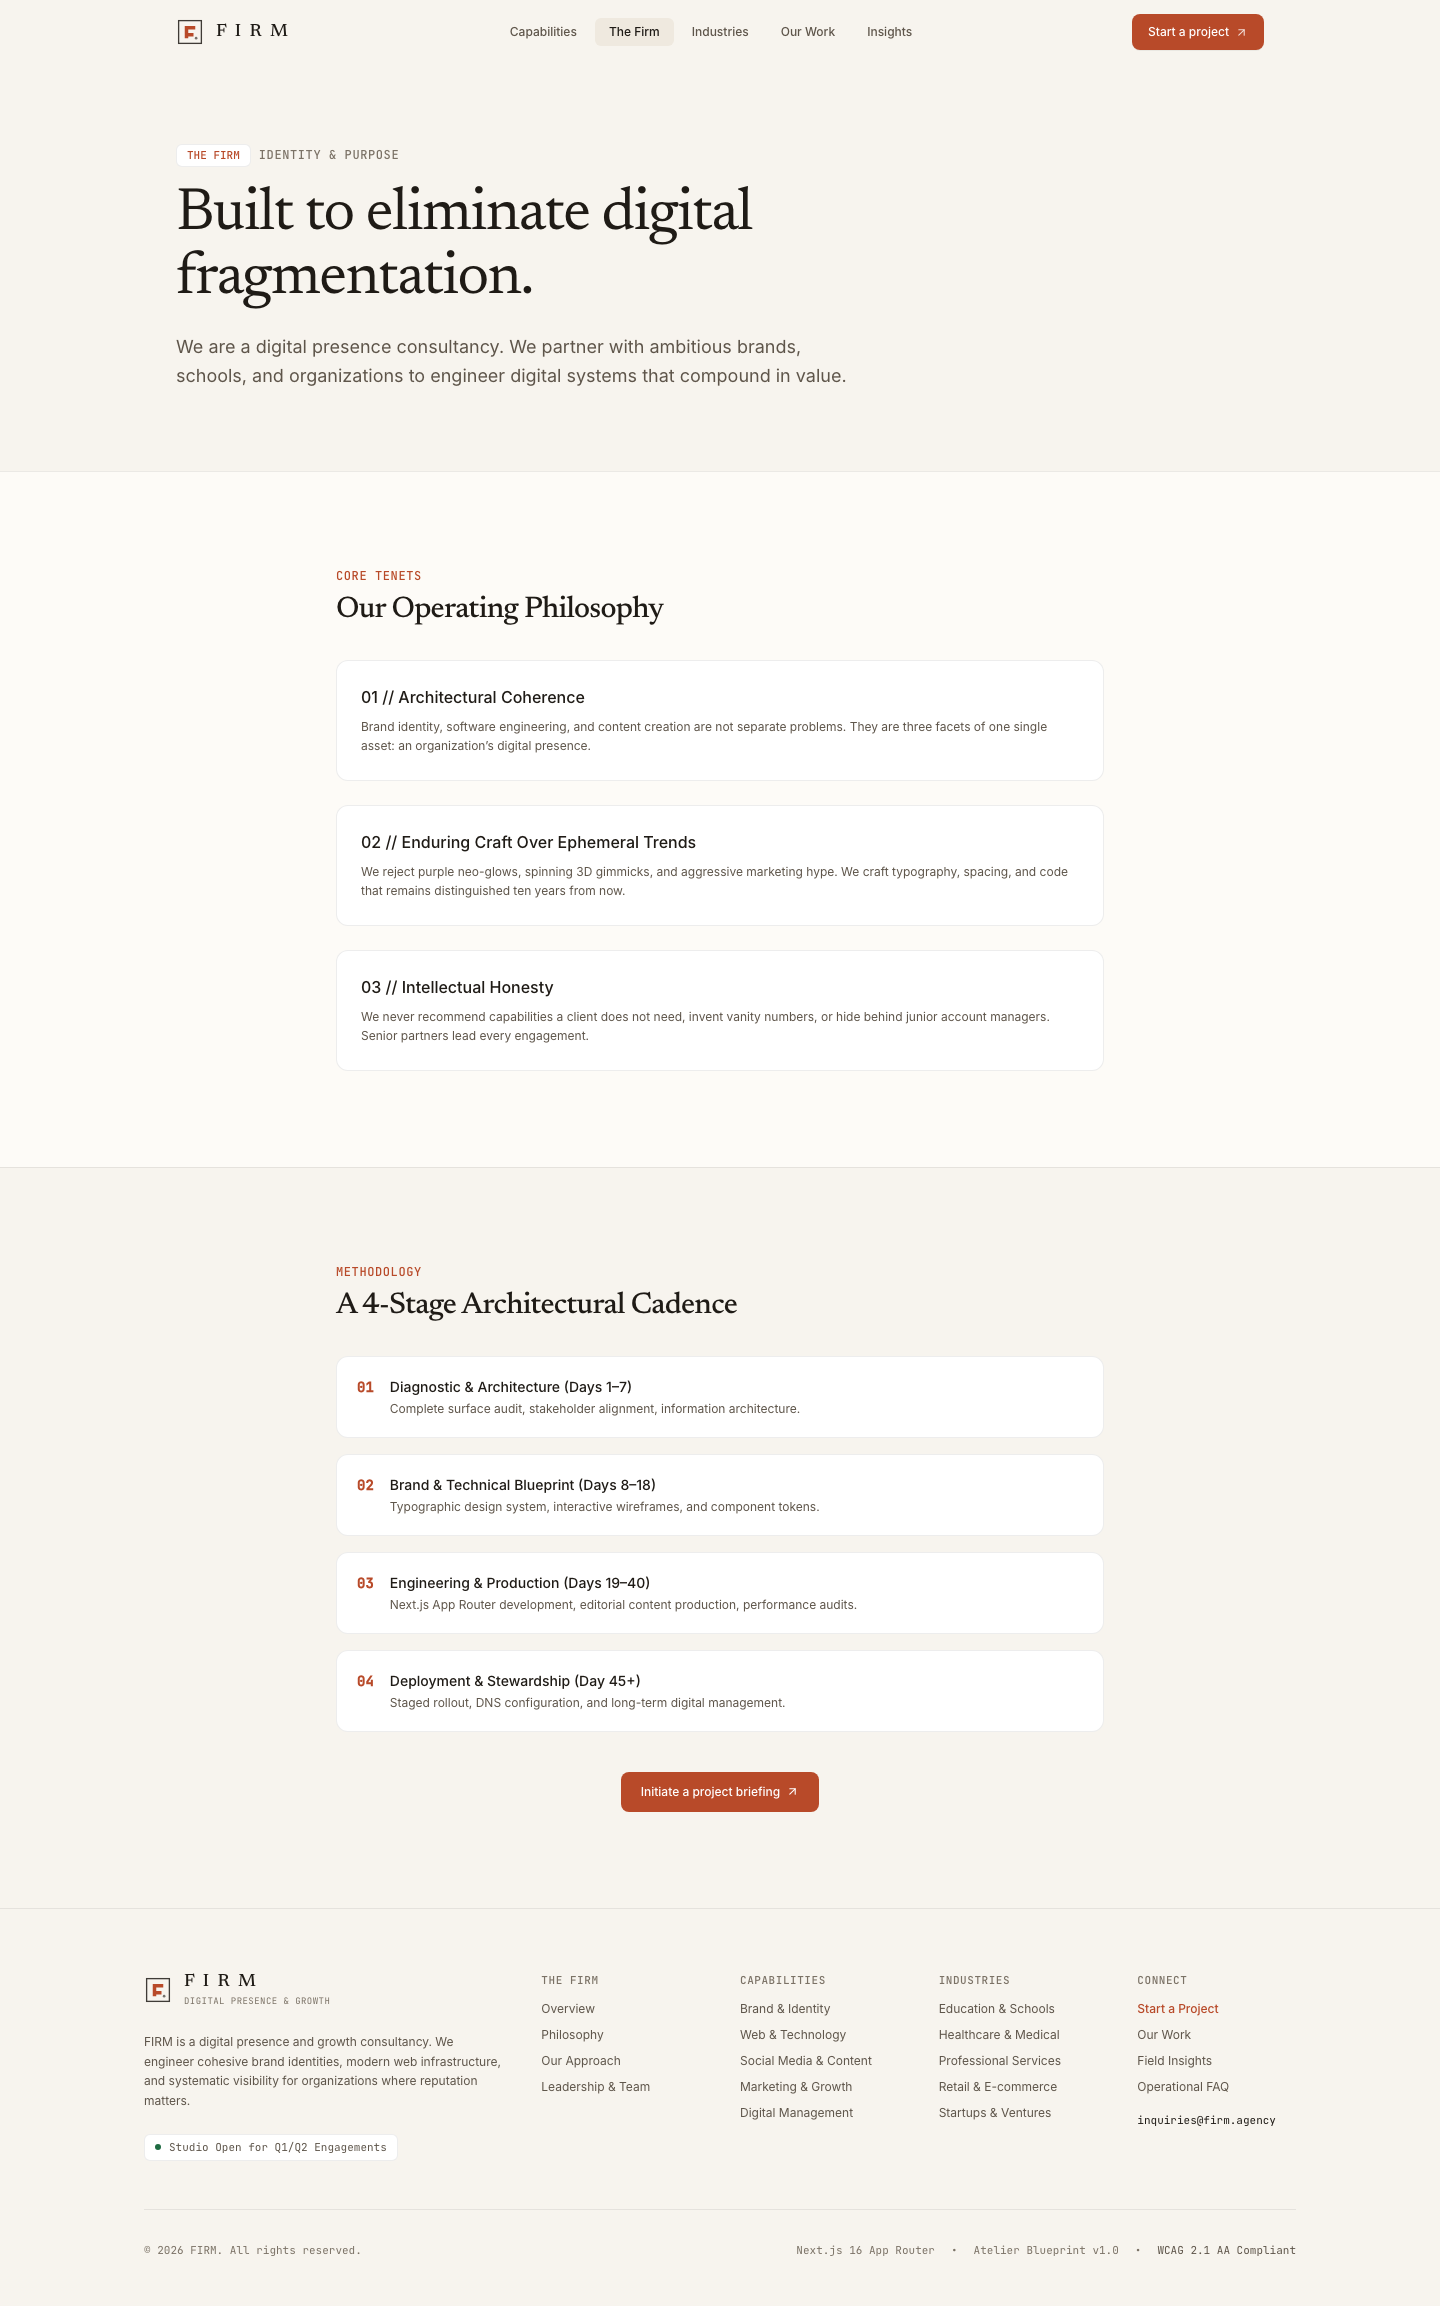 F. FIRM
Capabilities
The Firm
Industries
Our Work
Insights
Start a project
THE FIRM IDENTITY & PURPOSE
Built to eliminate digital
fragmentation.
We are a digital presence consultancy. We partner with ambitious brands,
schools, and organizations to engineer digital systems that compound in value.
CORE TENETS
Our Operating Philosophy
01 // Architectural Coherence
Brand identity, software engineering, and content creation are not separate problems. They are three facets of one single
asset: an organization’s digital presence.
02 // Enduring Craft Over Ephemeral Trends
We reject purple neo-glows, spinning 3D gimmicks, and aggressive marketing hype. We craft typography, spacing, and code
that remains distinguished ten years from now.
03 // Intellectual Honesty
We never recommend capabilities a client does not need, invent vanity numbers, or hide behind junior account managers.
Senior partners lead every engagement.
METHODOLOGY
A 4-Stage Architectural Cadence
01 Diagnostic & Architecture (Days 1–7)
Complete surface audit, stakeholder alignment, information architecture.
02 Brand & Technical Blueprint (Days 8–18)
Typographic design system, interactive wireframes, and component tokens.
03 Engineering & Production (Days 19–40)
Next.js App Router development, editorial content production, performance audits.
04 Deployment & Stewardship (Day 45+)
Staged rollout, DNS configuration, and long-term digital management.
Initiate a project briefing
F. FIRM
DIGITAL PRESENCE & GROWTH
FIRM is a digital presence and growth consultancy. We
engineer cohesive brand identities, modern web infrastructure,
and systematic visibility for organizations where reputation
matters.
Studio Open for Q1/Q2 Engagements
THE FIRM
Overview
Philosophy
Our Approach
Leadership & Team
CAPABILITIES
Brand & Identity
Web & Technology
Social Media & Content
Marketing & Growth
Digital Management
INDUSTRIES
Education & Schools
Healthcare & Medical
Professional Services
Retail & E-commerce
Startups & Ventures
CONNECT
Start a Project
Our Work
Field Insights
Operational FAQ
inquiries@firm.agency
© 2026 FIRM. All rights reserved.
Next.js 16 App Router • Atelier Blueprint v1.0 • WCAG 2.1 AA Compliant